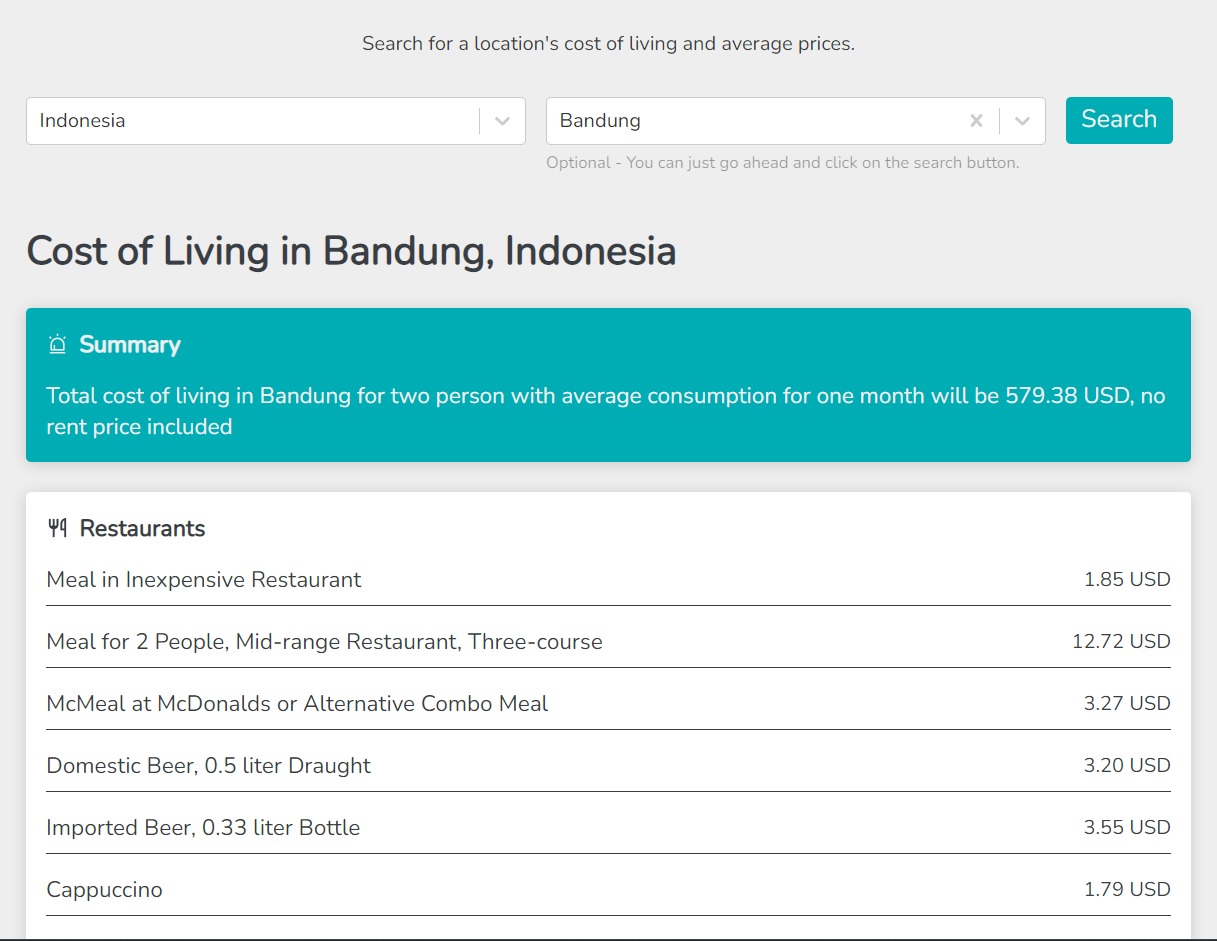 Search for a location's cost of living and average prices.
Indonesia
Bandung
Search
Optional - You can just go ahead and click on the search button.
Cost of Living in Bandung, Indonesia
Summary
Total cost of living in Bandung for two person with average consumption for one month will be 579.38 USD, no
rent price included
Restaurants
Meal in Inexpensive Restaurant 1.85 USD
Meal for 2 People, Mid-range Restaurant, Three-course 12.72 USD
McMeal at McDonalds or Alternative Combo Meal 3.27 USD
Domestic Beer, 0.5 liter Draught 3.20 USD
Imported Beer, 0.33 liter Bottle 3.55 USD
Cappuccino 1.79 USD